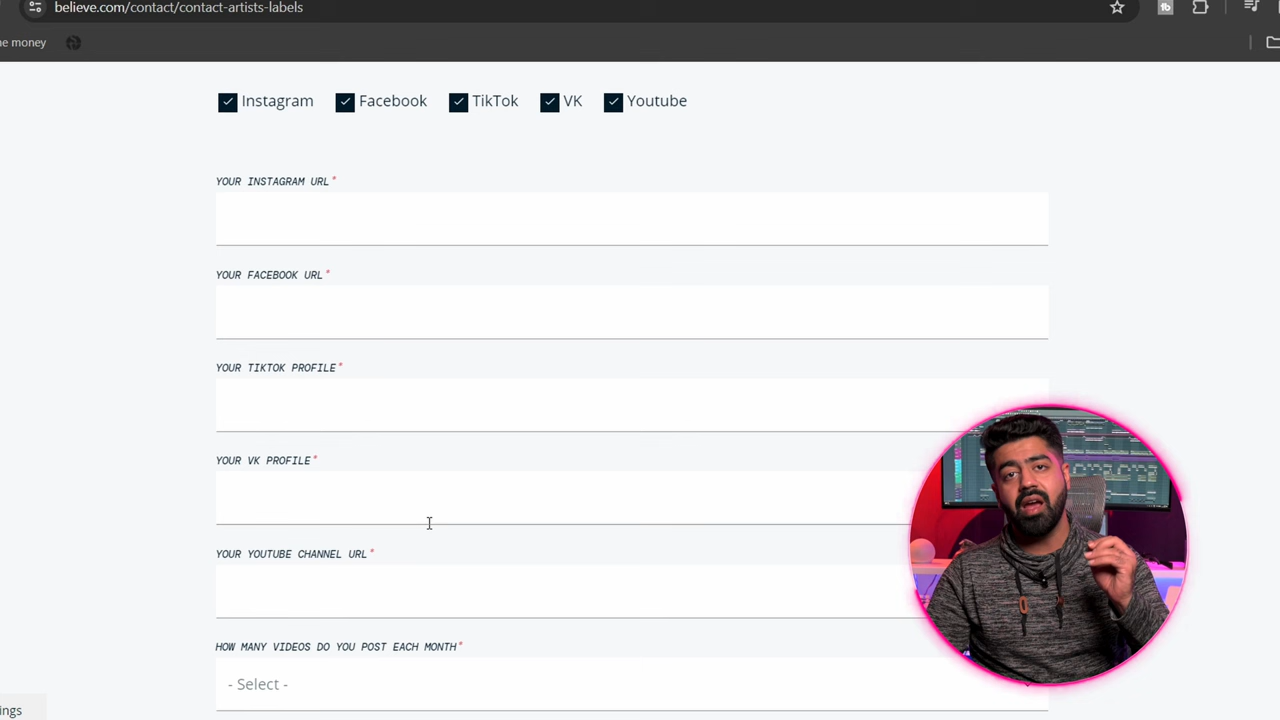 believe.com/contact/contact-artists-labels
ne money
Instagram Facebook TikTok VK Youtube
YOUR INSTAGRAM URL*
YOUR FACEBOOK URL*
YOUR TIKTOK PROFILE*
YOUR VK PROFILE*
YOUR YOUTUBE CHANNEL URL*
HOW MANY VIDEOS DO YOU POST EACH MONTH*
- Select -
ings